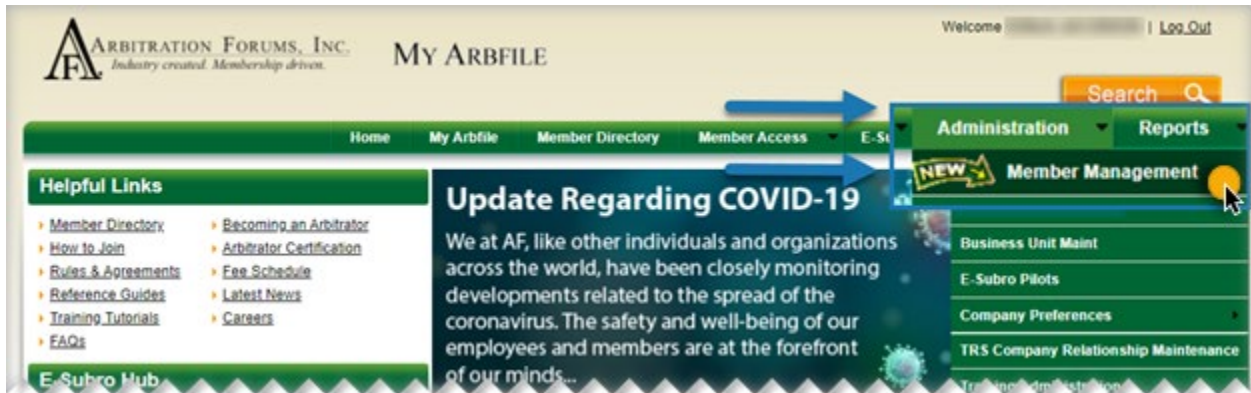 ARBITRATION FORUMS, INC.
Industry created. Membership driven.
MY ARBFILE
Welcome | Log Out
Search
Home My Arbfile Member Directory Member Access E-Su Administration Reports
NEW Member Management
Helpful Links
Member Directory
How to Join
Rules & Agreements
Reference Guides
Training Tutorials
FAQs
Becoming an Arbitrator
Arbitrator Certification
Fee Schedule
Latest News
Careers
E-Subro Hub
Update Regarding COVID-19
We at AF, like other individuals and organizations
across the world, have been closely monitoring
developments related to the spread of the
coronavirus. The safety and well-being of our
employees and members are at the forefront
of our minds...
Business Unit Maint
E-Subro Pilots
Company Preferences
TRS Company Relationship Maintenance
Training Administration